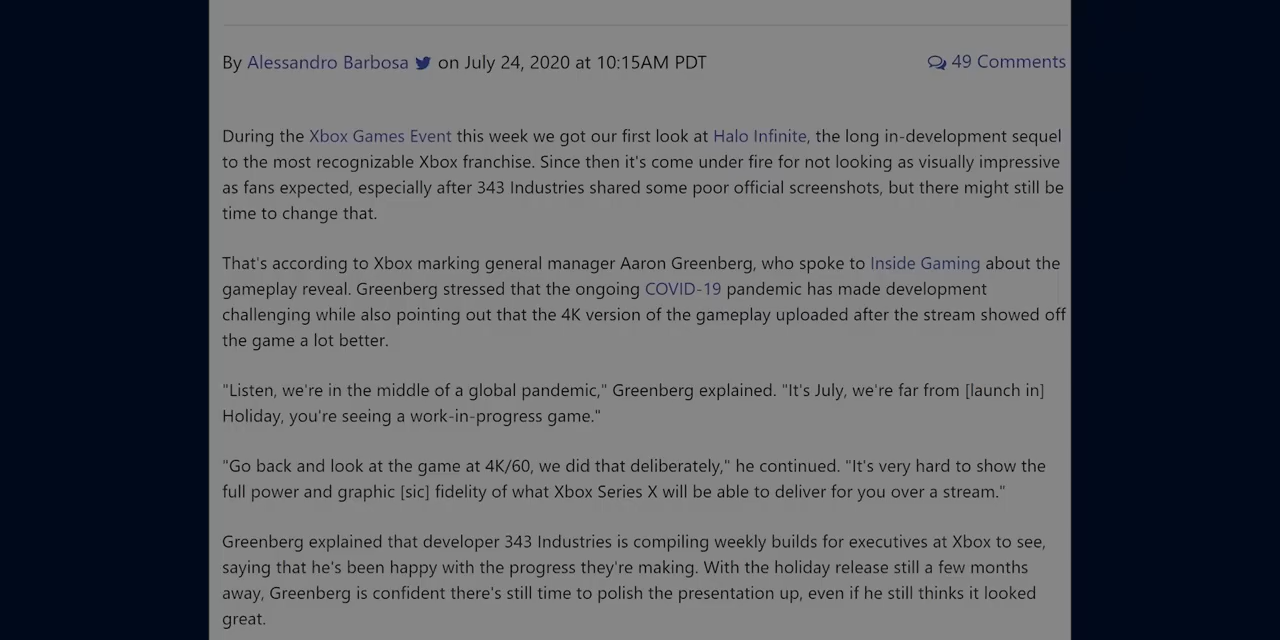 By Alessandro Barbosa on July 24, 2020 at 10:15AM PDT
49 Comments
During the Xbox Games Event this week we got our first look at Halo Infinite, the long in-development sequel
to the most recognizable Xbox franchise. Since then it's come under fire for not looking as visually impressive
as fans expected, especially after 343 Industries shared some poor official screenshots, but there might still be
time to change that.
That's according to Xbox marking general manager Aaron Greenberg, who spoke to Inside Gaming about the
gameplay reveal. Greenberg stressed that the ongoing COVID-19 pandemic has made development
challenging while also pointing out that the 4K version of the gameplay uploaded after the stream showed off
the game a lot better.
"Listen, we're in the middle of a global pandemic," Greenberg explained. "It's July, we're far from [launch in]
Holiday, you're seeing a work-in-progress game."
"Go back and look at the game at 4K/60, we did that deliberately," he continued. "It's very hard to show the
full power and graphic [sic] fidelity of what Xbox Series X will be able to deliver for you over a stream."
Greenberg explained that developer 343 Industries is compiling weekly builds for executives at Xbox to see,
saying that he's been happy with the progress they're making. With the holiday release still a few months
away, Greenberg is confident there's still time to polish the presentation up, even if he still thinks it looked
great.